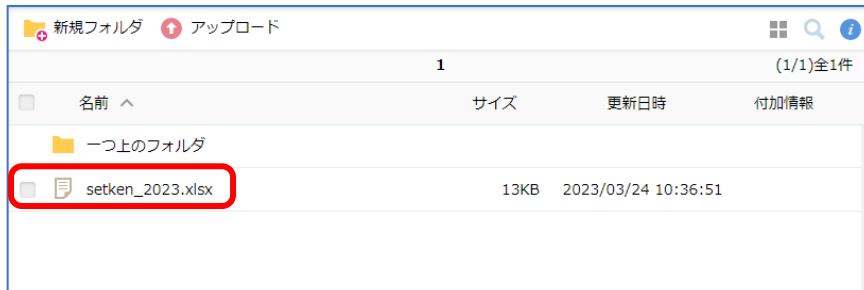 新規フォルダ アップロード
1 (1/1)全1件
名前 サイズ 更新日時 付加情報
一つ上のフォルダ
setken_2023.xlsx 13KB 2023/03/24 10:36:51